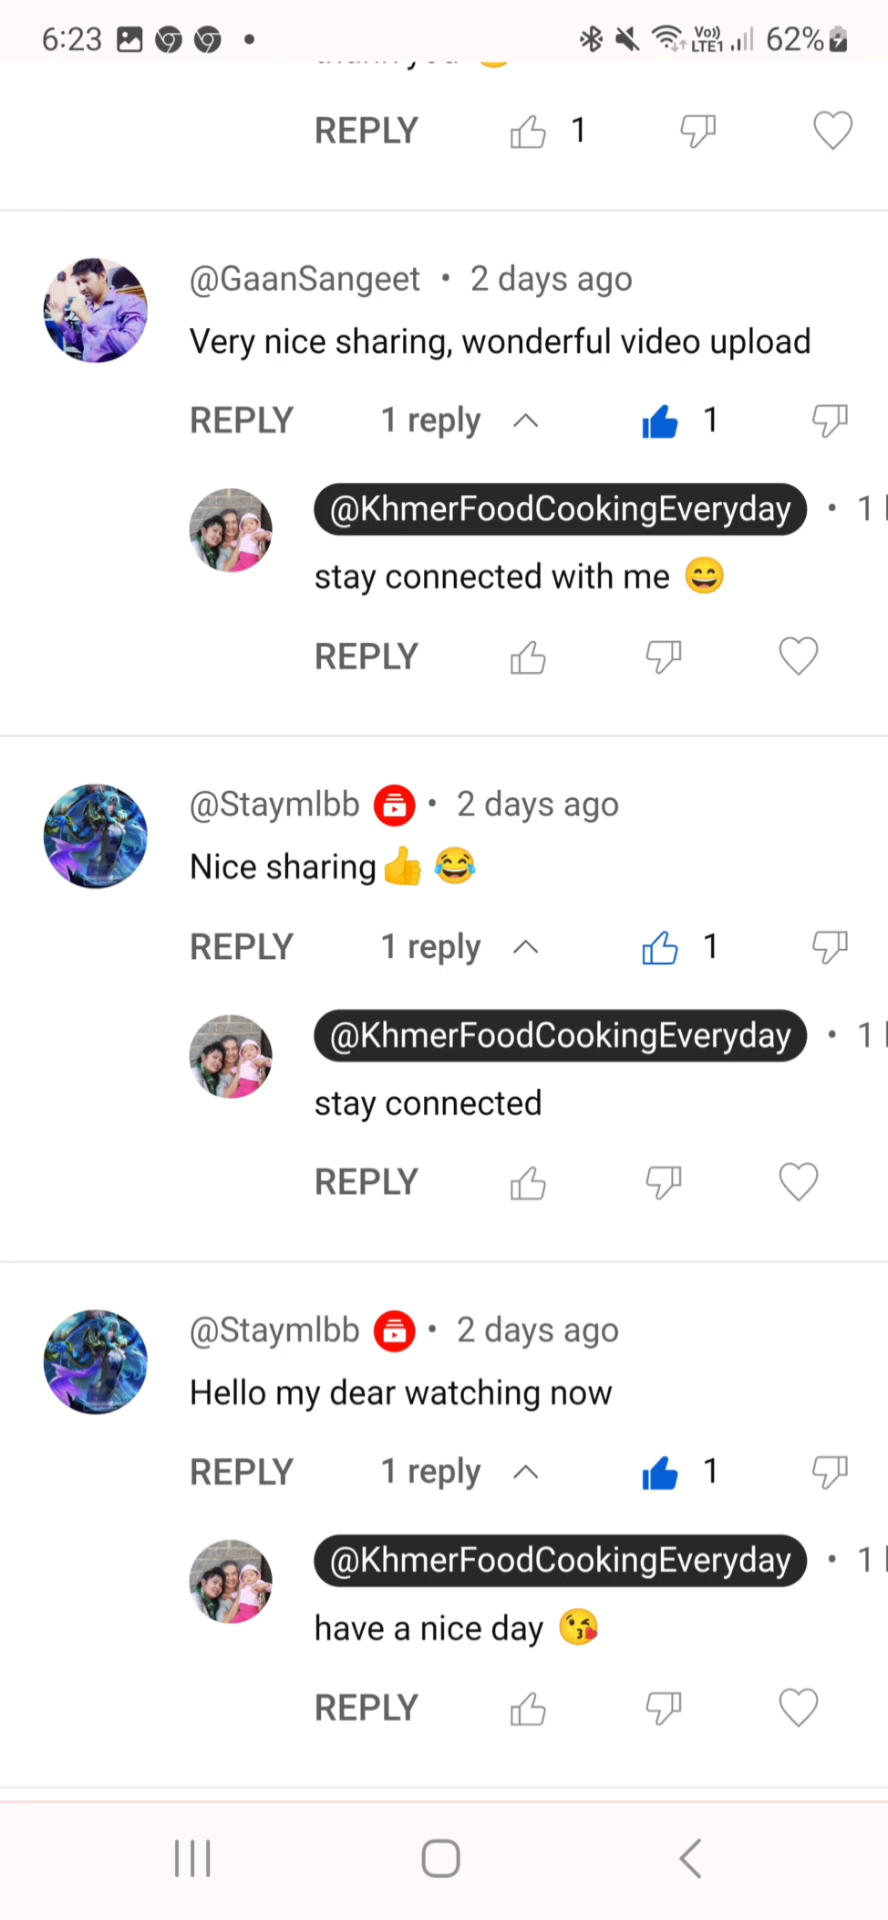 6:23 Vo)) LTE1 62%
REPLY 1
@GaanSangeet • 2 days ago
Very nice sharing, wonderful video upload
REPLY 1 reply 1
@KhmerFoodCookingEveryday • 1
stay connected with me 😄
REPLY
@Staymlbb • 2 days ago
Nice sharing👍😂
REPLY 1 reply 1
@KhmerFoodCookingEveryday • 1
stay connected
REPLY
@Staymlbb • 2 days ago
Hello my dear watching now
REPLY 1 reply 1
@KhmerFoodCookingEveryday • 1
have a nice day 😘
REPLY